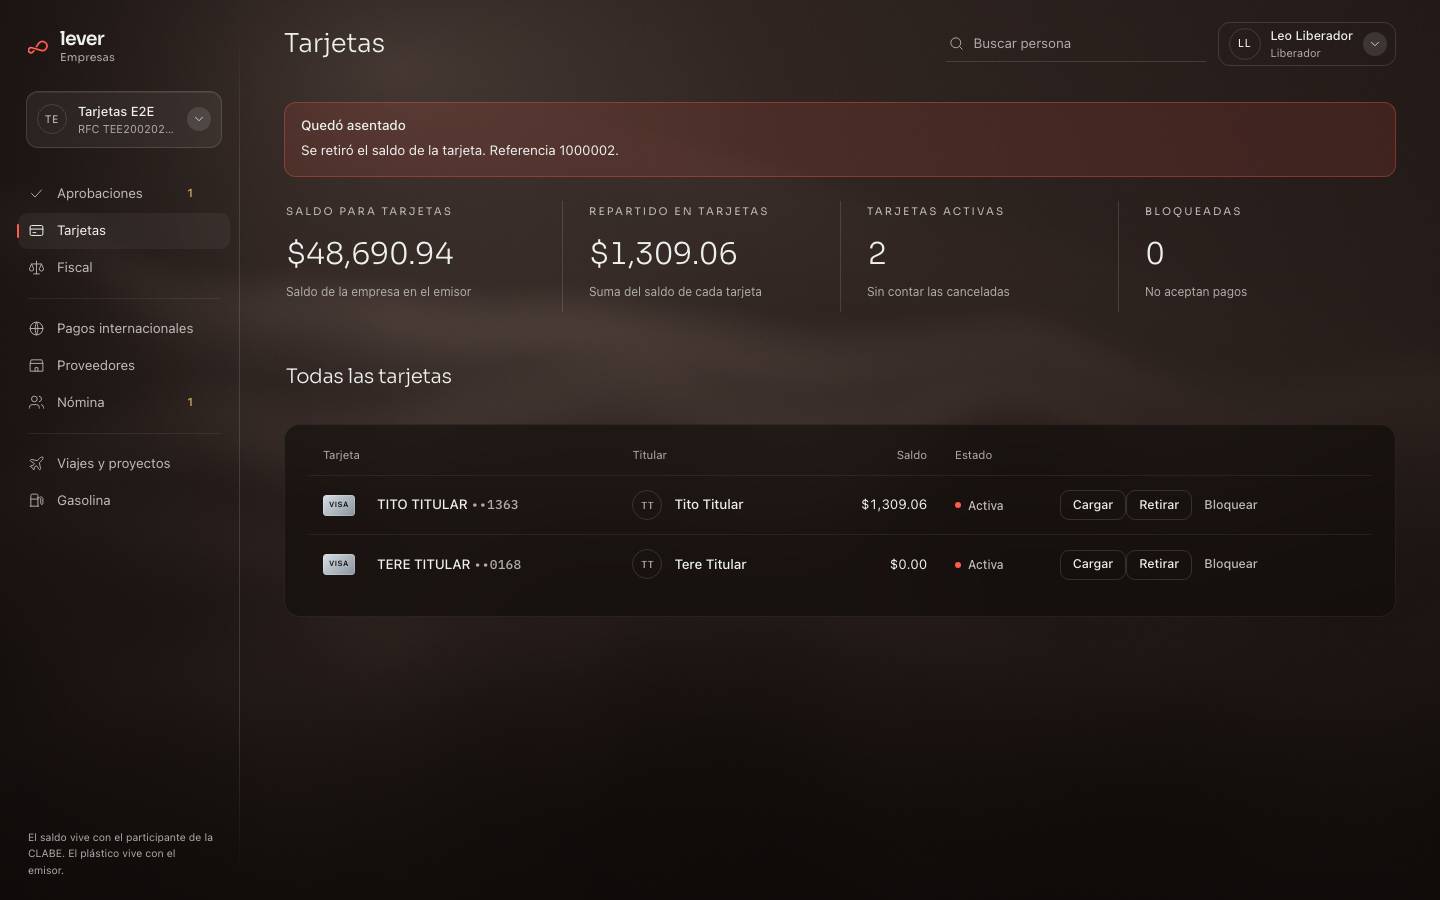 lever
Empresas
Tarjetas
Buscar persona
LL
Leo Liberador
Liberador
TE
Tarjetas E2E
RFC TEE200202...
Aprobaciones 1
Tarjetas
Fiscal
Pagos internacionales
Proveedores
Nómina 1
Viajes y proyectos
Gasolina
El saldo vive con el participante de la
CLABE. El plástico vive con el
emisor.
Quedó asentado
Se retiró el saldo de la tarjeta. Referencia 1000002.
SALDO PARA TARJETAS
$48,690.94
Saldo de la empresa en el emisor
REPARTIDO EN TARJETAS
$1,309.06
Suma del saldo de cada tarjeta
TARJETAS ACTIVAS
2
Sin contar las canceladas
BLOQUEADAS
0
No aceptan pagos
Todas las tarjetas
Tarjeta Titular Saldo Estado
VISA TITO TITULAR ••1363 TT Tito Titular $1,309.06 Activa Cargar Retirar Bloquear
VISA TERE TITULAR ••0168 TT Tere Titular $0.00 Activa Cargar Retirar Bloquear